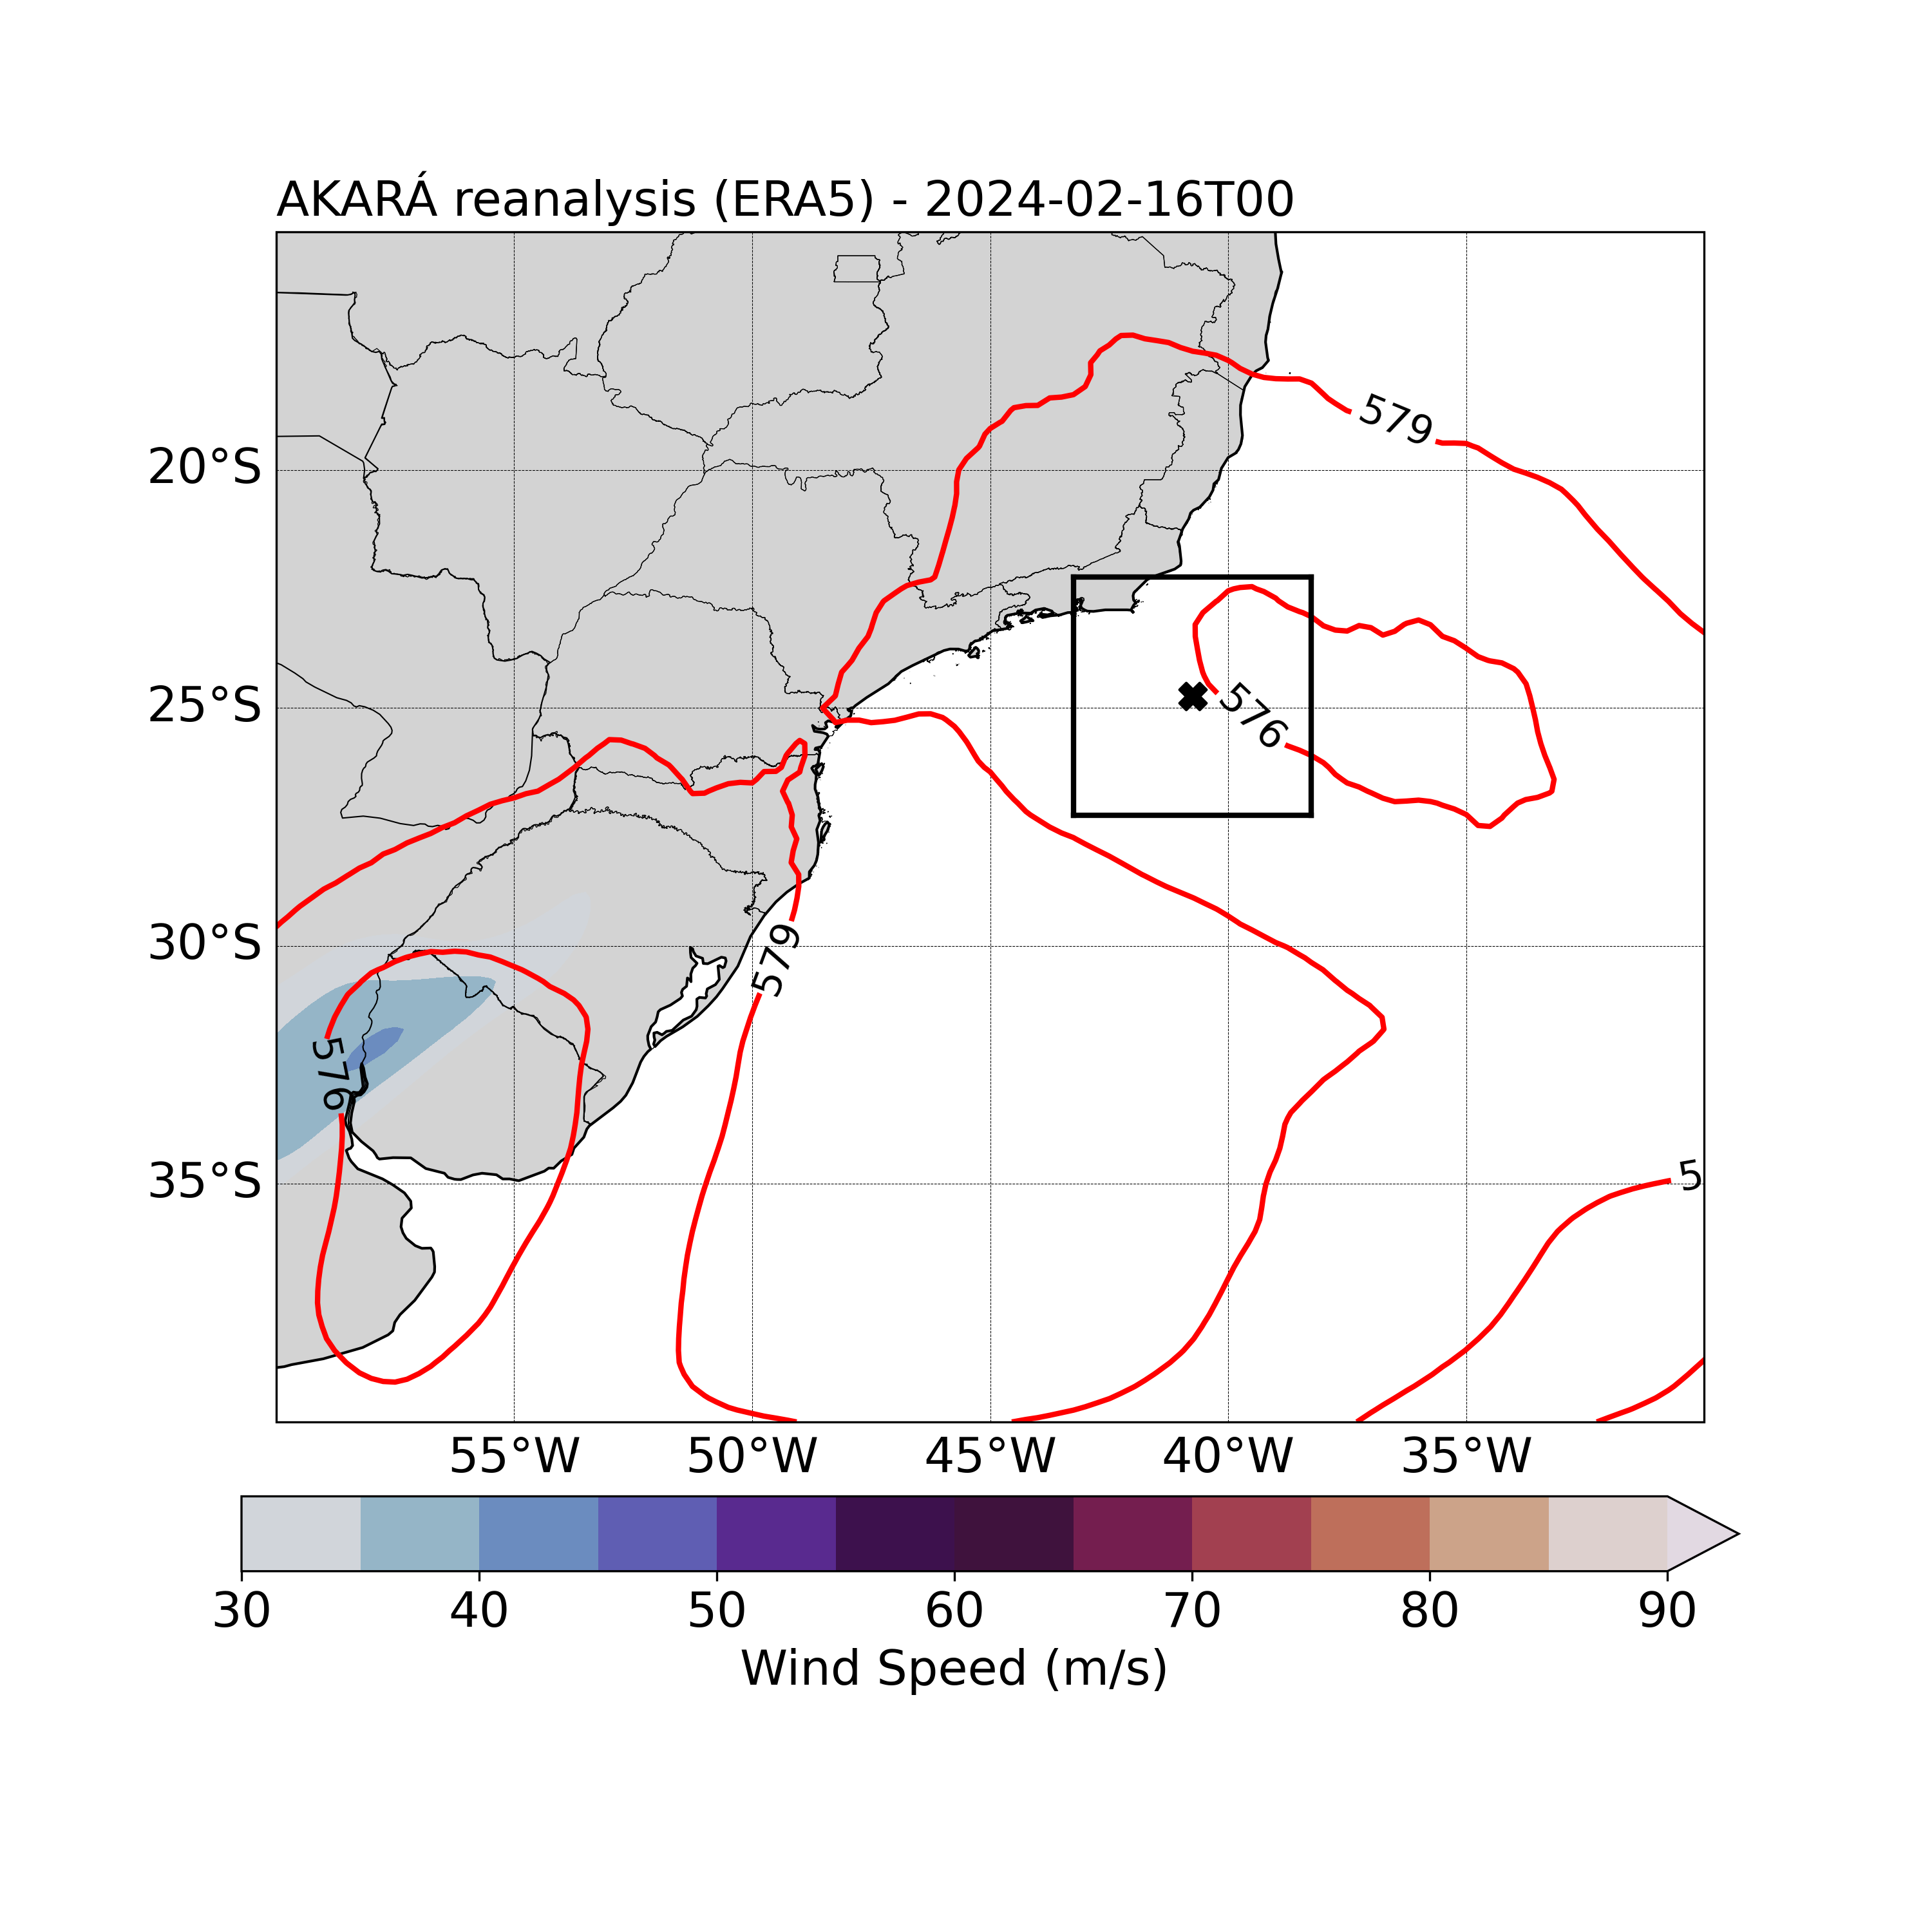 AKARÁ reanalysis (ERA5) - 2024-02-16T00
579
20°S
576
25°S
579
30°S
576
5
35°S
55°W 50°W 45°W 40°W 35°W
30 40 50 60 70 80 90
Wind Speed (m/s)